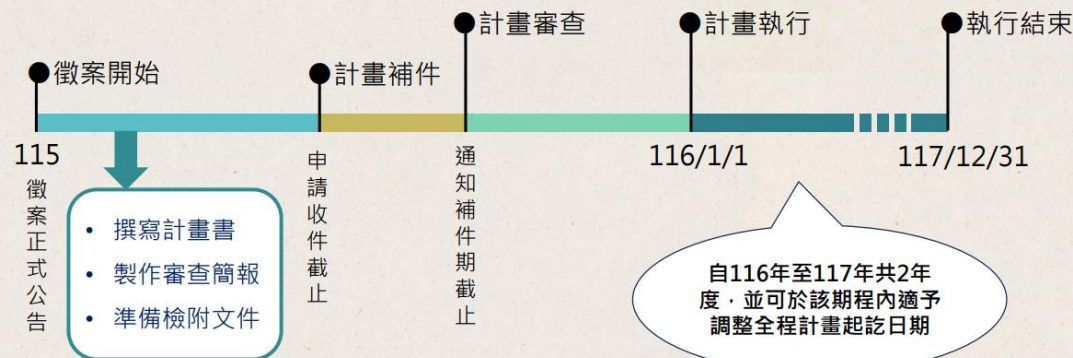 ●計畫審查
●計畫執行
●執行結束
●徵案開始
●計畫補件
115
徵案正式公告
申請收件截止
通知補件期截止
116/1/1
117/12/31
• 撰寫計畫書
• 製作審查簡報
• 準備檢附文件
自116年至117年共2年
度，並可於該期程內適予
調整全程計畫起訖日期